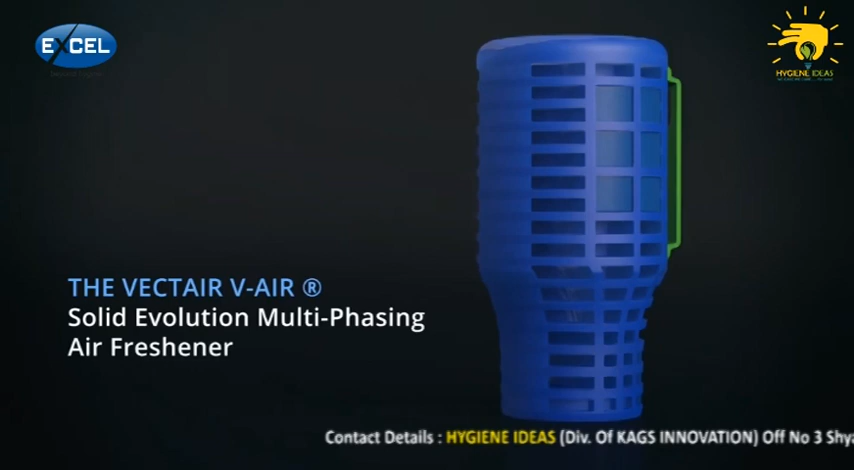 EXCEL
HYGIENE IDEAS
THE VECTAIR V-AIR ®
Solid Evolution Multi-Phasing
Air Freshener
Contact Details : HYGIENE IDEAS (Div. Of KAGS INNOVATION) Off No 3 Shya